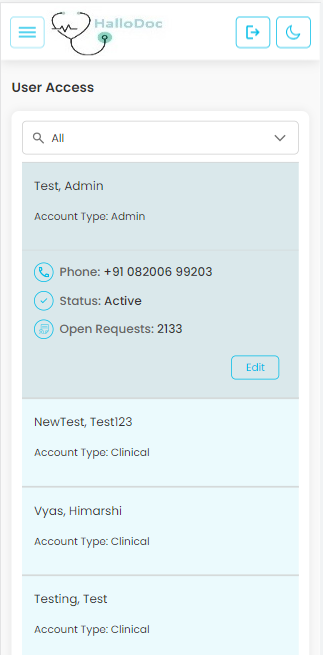 HalloDoc
User Access
All
Test, Admin
Account Type: Admin
Phone: +91 082006 99203
Status: Active
Open Requests: 2133
Edit
NewTest, Test123
Account Type: Clinical
Vyas, Himarshi
Account Type: Clinical
Testing, Test
Account Type: Clinical